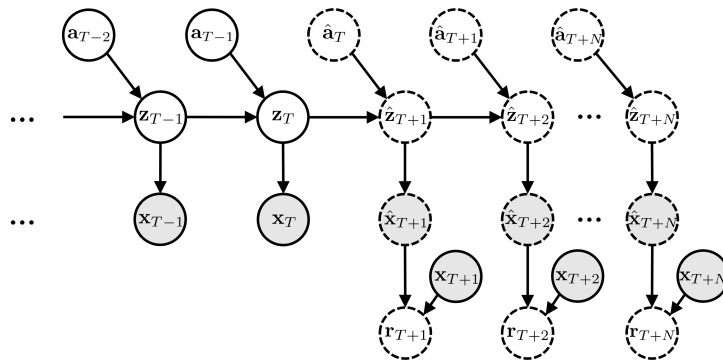 a_{T−2} a_{T−1} â_T â_{T+1} â_{T+N}
... z_{T−1} z_T ẑ_{T+1} ẑ_{T+2} ... ẑ_{T+N}
... x_{T−1} x_T x̂_{T+1} x̂_{T+2} ... x̂_{T+N}
x_{T+1} x_{T+2} x_{T+N}
r_{T+1} r_{T+2} r_{T+N}